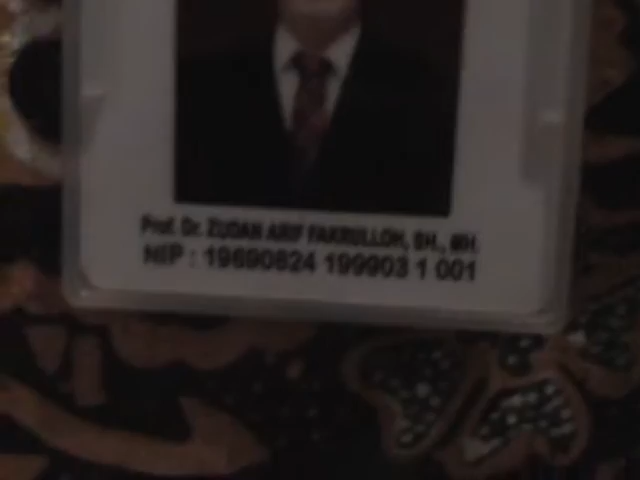 Prof. Dr. ZUDAN ARIF FAKRULLOH, SH., MH.
NIP : 19690824 199903 1 001